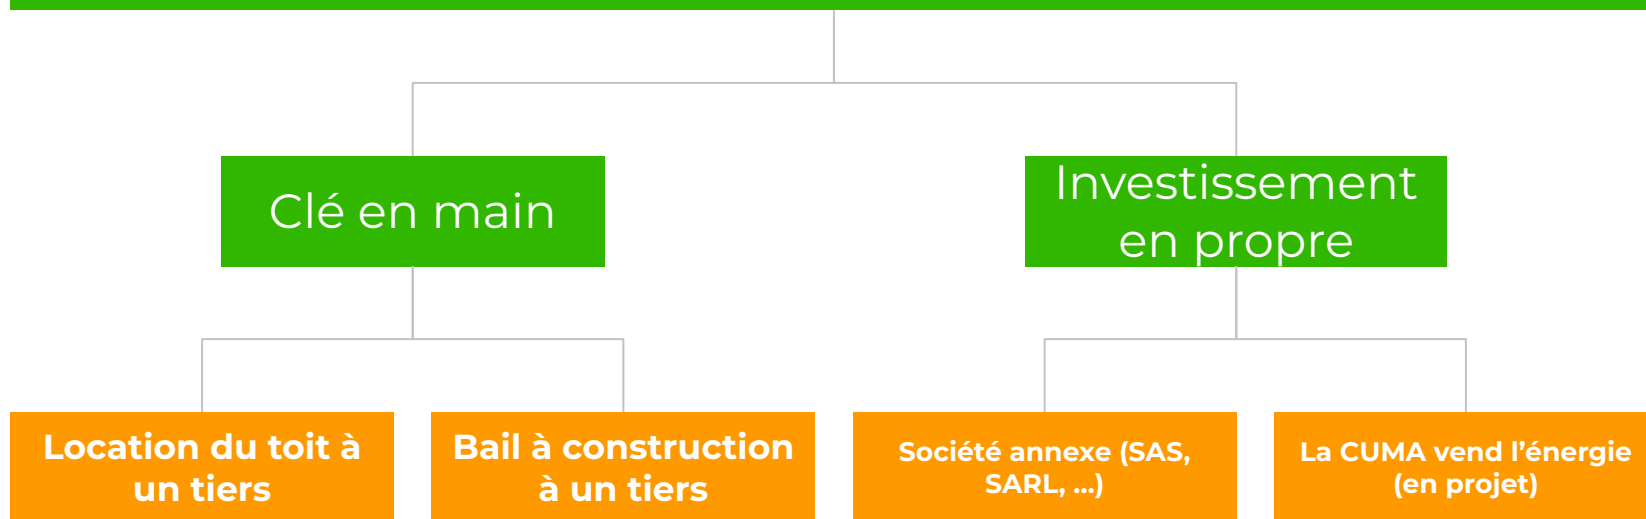 Clé en main
Investissement
en propre
Location du toit à
un tiers
Bail à construction
à un tiers
Société annexe (SAS,
SARL, ...)
La CUMA vend l’énergie
(en projet)